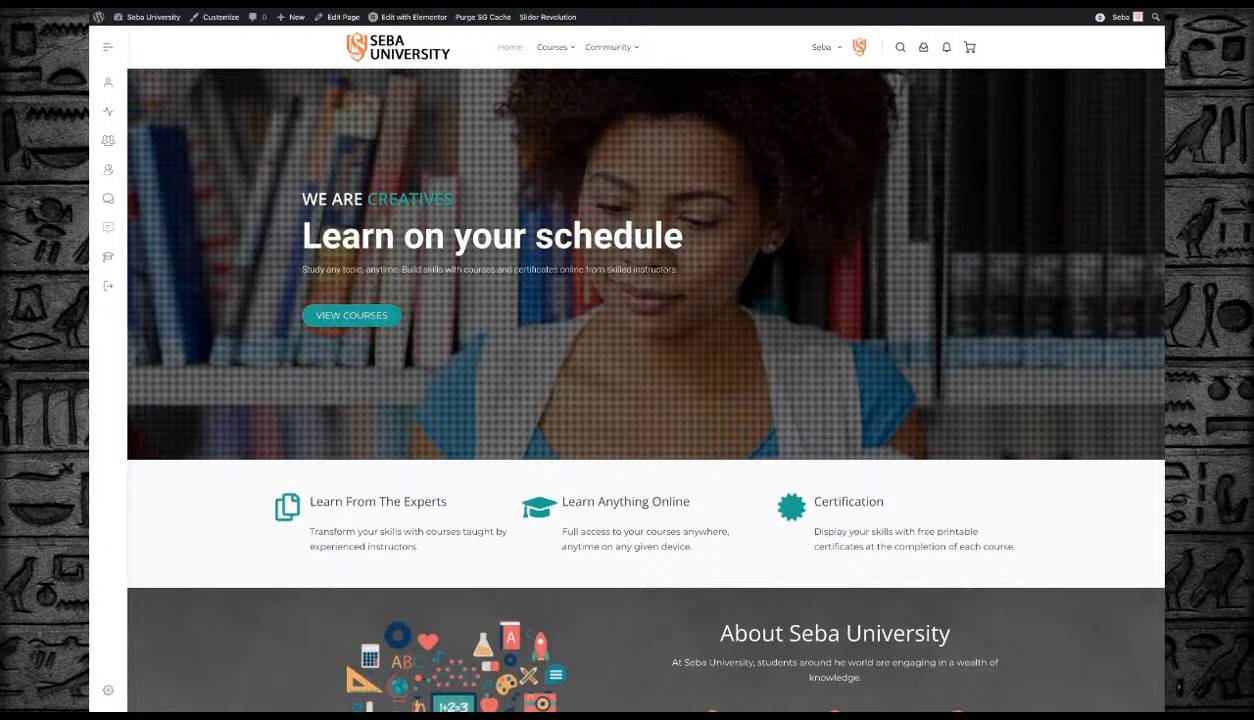 Seba University Customize 0 New Edit Page Edit with Elementor Purge SG Cache Slider Revolution 0 Seba
SEBA
UNIVERSITY
Home Courses Community Seba
WE ARE CREATIVES
Learn on your schedule
Study any topic, anytime. Build skills with courses and certificates online from skilled instructors.
VIEW COURSES
Learn From The Experts
Transform your skills with courses taught by
experienced instructors.
Learn Anything Online
Full access to your courses anywhere,
anytime on any given device.
Certification
Display your skills with free printable
certificates at the completion of each course.
About Seba University
At Seba University, students around he world are engaging in a wealth of
knowledge.
A
ABC
1+2=3